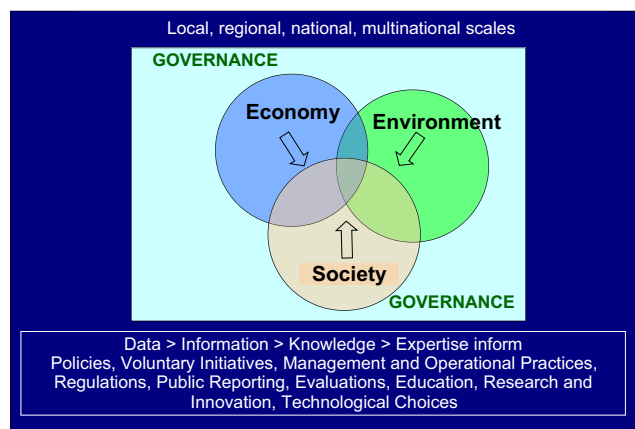 Local, regional, national, multinational scales
GOVERNANCE
Economy
Environment
Society
GOVERNANCE
Data > Information > Knowledge > Expertise inform
Policies, Voluntary Initiatives, Management and Operational Practices,
Regulations, Public Reporting, Evaluations, Education, Research and
Innovation, Technological Choices